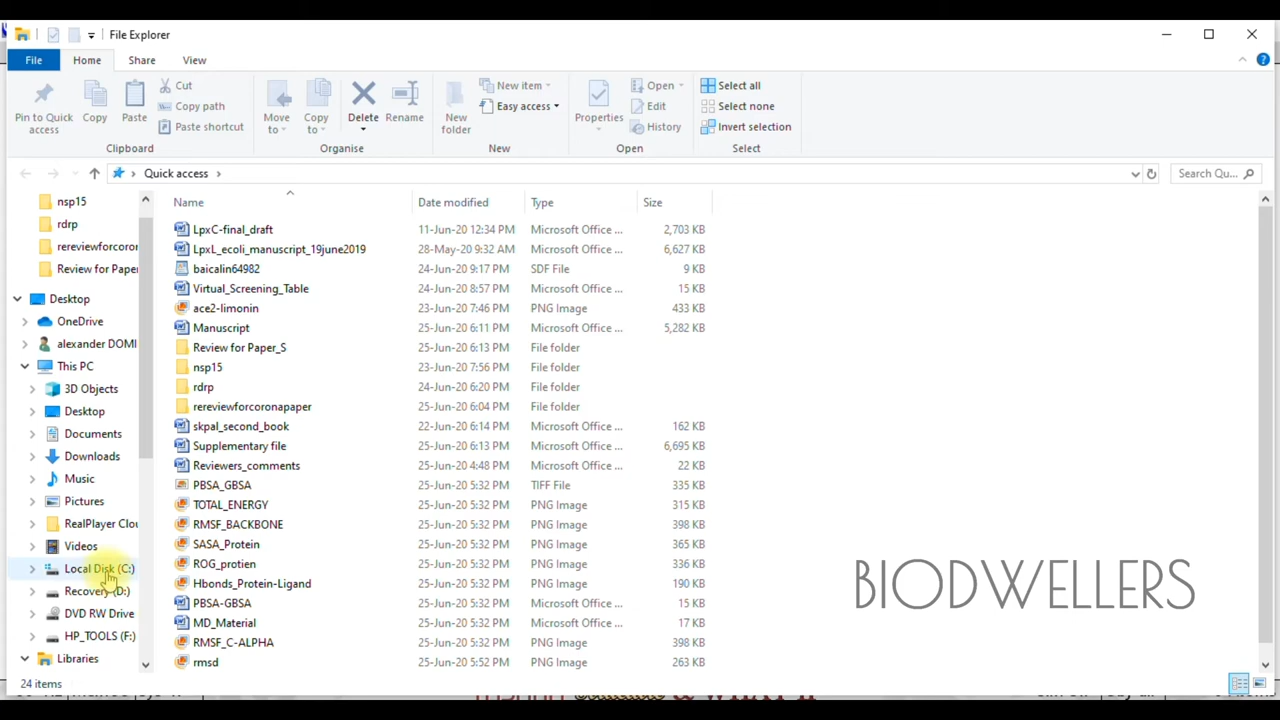 File Explorer
File Home Share View
Pin to Quick access
Copy
Paste
Cut
Copy path
Paste shortcut
Clipboard
Move to
Copy to
Delete
Rename
Organise
New folder
New item
Easy access
New
Properties
Open
Edit
History
Open
Select all
Select none
Invert selection
Select
Quick access
Search Qu...
nsp15
rdrp
rereviewforcoror
Review for Paper
Desktop
OneDrive
alexander DOMI
This PC
3D Objects
Desktop
Documents
Downloads
Music
Pictures
RealPlayer Clou
Videos
Local Disk (C:)
Recovery (D:)
DVD RW Drive
HP_TOOLS (F:)
Libraries
Name Date modified Type Size
LpxC-final_draft 11-Jun-20 12:34 PM Microsoft Office ... 2,703 KB
LpxL_ecoli_manuscript_19june2019 28-May-20 9:32 AM Microsoft Office ... 6,627 KB
baicalin64982 24-Jun-20 9:17 PM SDF File 9 KB
Virtual_Screening_Table 24-Jun-20 8:57 PM Microsoft Office ... 15 KB
ace2-limonin 23-Jun-20 7:46 PM PNG Image 433 KB
Manuscript 25-Jun-20 6:11 PM Microsoft Office ... 5,282 KB
Review for Paper_S 25-Jun-20 6:13 PM File folder
nsp15 23-Jun-20 7:56 PM File folder
rdrp 24-Jun-20 6:20 PM File folder
rereviewforcoronapaper 25-Jun-20 6:04 PM File folder
skpal_second_book 22-Jun-20 6:14 PM Microsoft Office ... 162 KB
Supplementary file 25-Jun-20 6:13 PM Microsoft Office ... 6,695 KB
Reviewers_comments 25-Jun-20 4:48 PM Microsoft Office ... 22 KB
PBSA_GBSA 25-Jun-20 5:32 PM TIFF File 335 KB
TOTAL_ENERGY 25-Jun-20 5:32 PM PNG Image 315 KB
RMSF_BACKBONE 25-Jun-20 5:32 PM PNG Image 398 KB
SASA_Protein 25-Jun-20 5:32 PM PNG Image 365 KB
ROG_protien 25-Jun-20 5:32 PM PNG Image 336 KB
Hbonds_Protein-Ligand 25-Jun-20 5:32 PM PNG Image 190 KB
PBSA-GBSA 25-Jun-20 5:32 PM Microsoft Office ... 15 KB
MD_Material 25-Jun-20 5:32 PM Microsoft Office ... 17 KB
RMSF_C-ALPHA 25-Jun-20 5:32 PM PNG Image 398 KB
rmsd 25-Jun-20 5:52 PM PNG Image 263 KB
BIODWELLERS
24 items